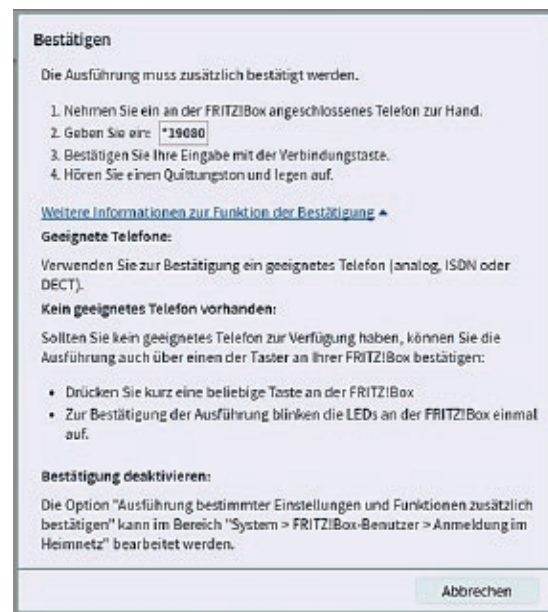 Bestätigen
Die Ausführung muss zusätzlich bestätigt werden.
1. Nehmen Sie ein an der FRITZ!Box angeschlossenes Telefon zur Hand.
2. Geben Sie ein: *19080
3. Bestätigen Sie Ihre Eingabe mit der Verbindungstaste.
4. Hören Sie einen Quittungston und legen auf.
Weitere Informationen zur Funktion der Bestätigung ▲
Geeignete Telefone:
Verwenden Sie zur Bestätigung ein geeignetes Telefon (analog, ISDN oder
DECT).
Kein geeignetes Telefon vorhanden:
Sollten Sie kein geeignetes Telefon zur Verfügung haben, können Sie die
Ausführung auch über einen der Taster an Ihrer FRITZ!Box bestätigen:
• Drücken Sie kurz eine beliebige Taste an der FRITZ!Box
• Zur Bestätigung der Ausführung blinken die LEDs an der FRITZ!Box einmal
auf.
Bestätigung deaktivieren:
Die Option "Ausführung bestimmter Einstellungen und Funktionen zusätzlich
bestätigen" kann im Bereich "System > FRITZ!Box-Benutzer > Anmeldung im
Heimnetz" bearbeitet werden.
Abbrechen